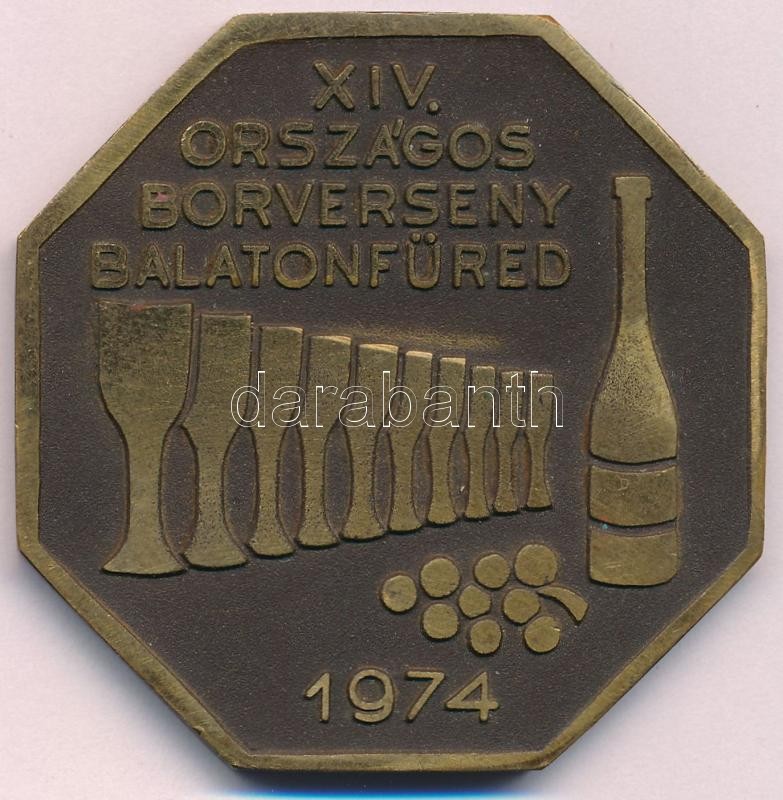 XIV.
ORSZÁGOS
BORVERSENY
BALATONFÜRED
darabanth
1974